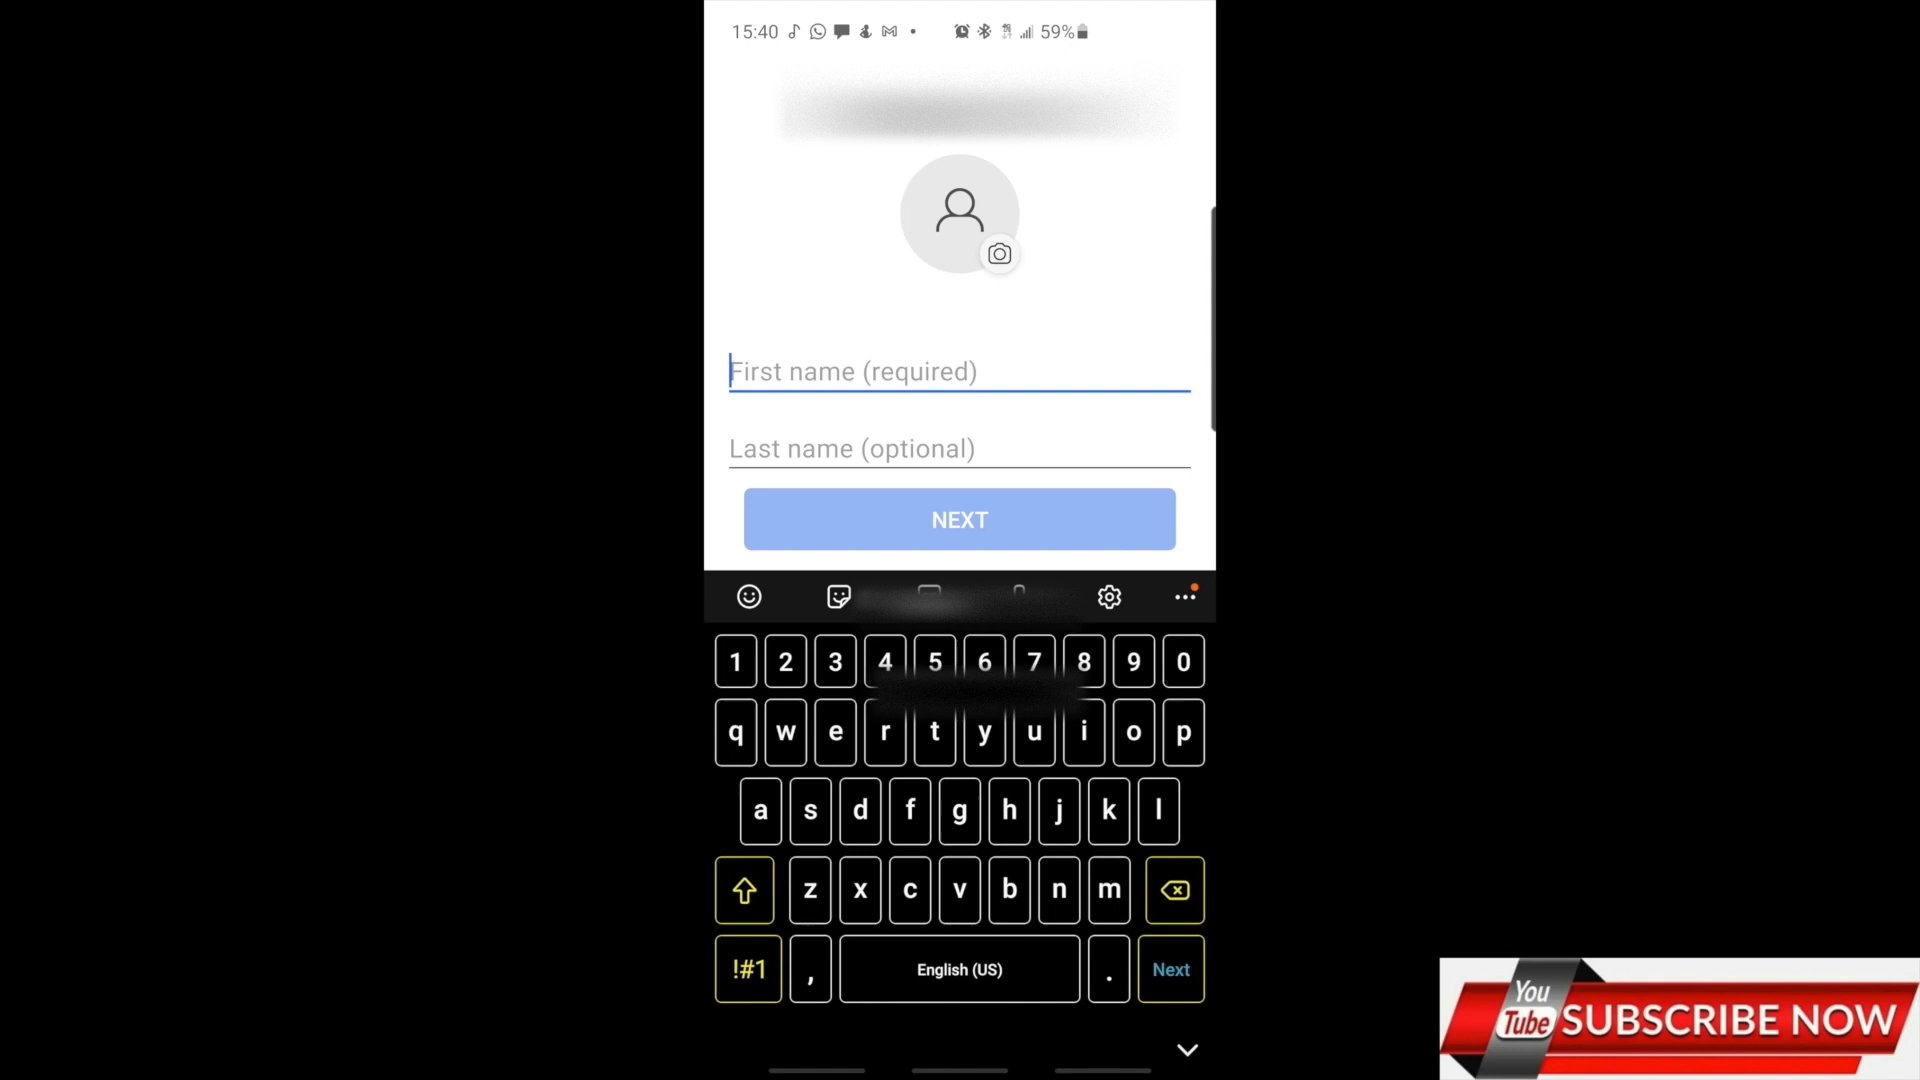 15:40 59%
First name (required)
Last name (optional)
NEXT
1 2 3 4 5 6 7 8 9 0
q w e r t y u i o p
a s d f g h j k l
z x c v b n m
!#1 , English (US) . Next
You
Tube SUBSCRIBE NOW